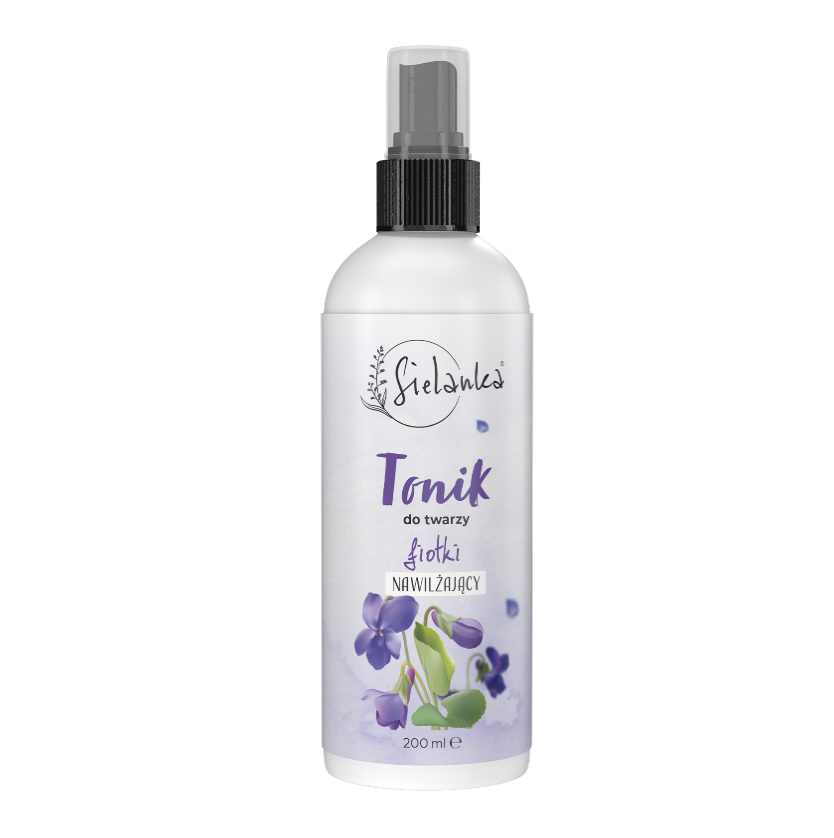 Sielanka®
Tonik
do twarzy
fiołki
NAWILŻAJĄCY
200 ml ℮